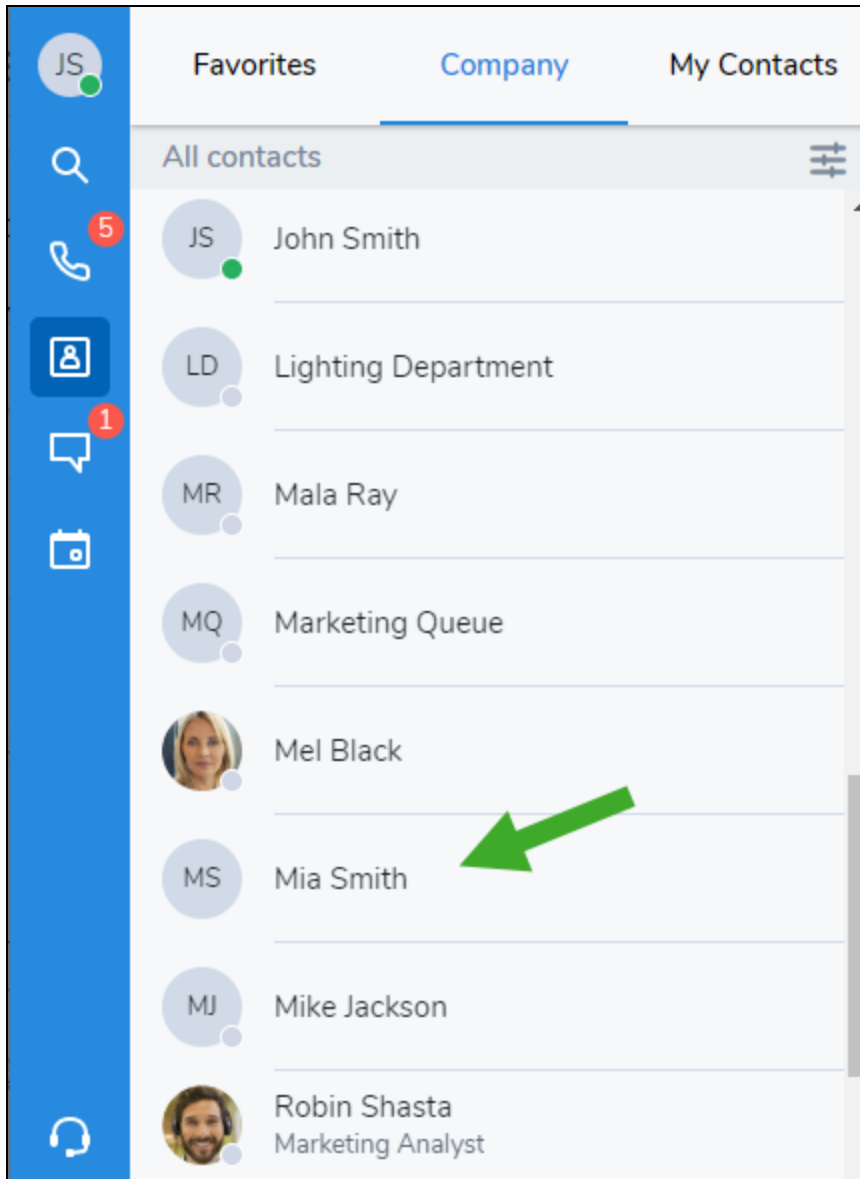 JS
Favorites Company My Contacts
All contacts
5
1
JS John Smith
LD Lighting Department
MR Mala Ray
MQ Marketing Queue
Mel Black
MS Mia Smith
MJ Mike Jackson
Robin Shasta
Marketing Analyst